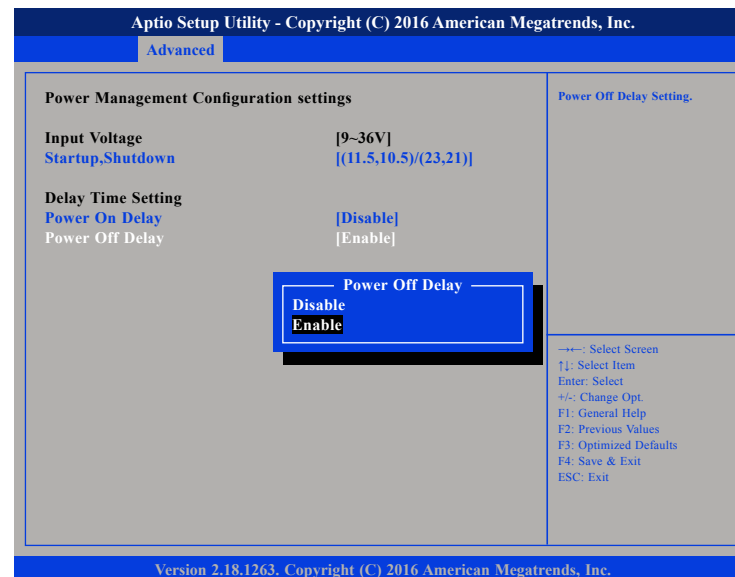 Aptio Setup Utility - Copyright (C) 2016 American Megatrends, Inc.
Advanced
Power Management Configuration settings
Input Voltage [9~36V]
Startup,Shutdown [(11.5,10.5)/(23,21)]
Delay Time Setting
Power On Delay [Disable]
Power Off Delay [Enable]
Power Off Delay
Disable
Enable
Power Off Delay Setting.
→←: Select Screen
↑↓: Select Item
Enter: Select
+/-: Change Opt.
F1: General Help
F2: Previous Values
F3: Optimized Defaults
F4: Save & Exit
ESC: Exit
Version 2.18.1263. Copyright (C) 2016 American Megatrends, Inc.